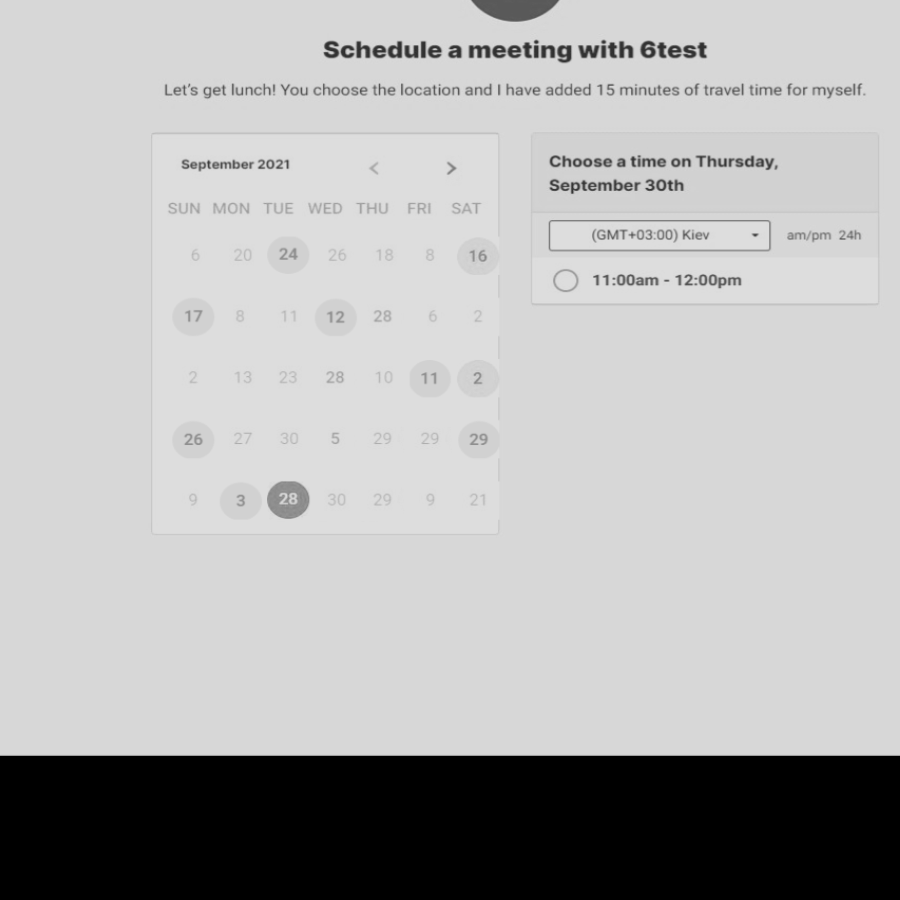 Schedule a meeting with 6test
Let's get lunch! You choose the location and I have added 15 minutes of travel time for myself.
September 2021 < >
SUN MON TUE WED THU FRI SAT
6 20 24 26 18 8 16
17 8 11 12 28 6 2
2 13 23 28 10 11 2
26 27 30 5 29 29 29
9 3 28 30 29 9 21
Choose a time on Thursday,
September 30th
(GMT+03:00) Kiev am/pm 24h
11:00am - 12:00pm